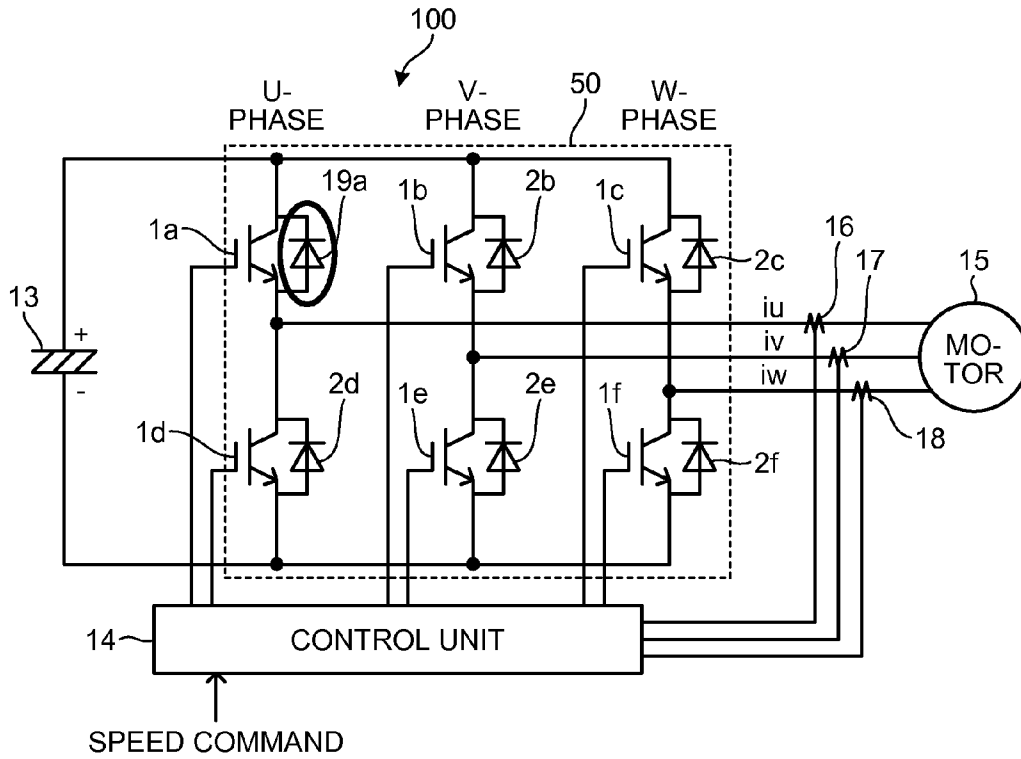 100
U-
PHASE
V-
PHASE
50
W-
PHASE
1a
19a
1b
2b
1c
2c
16
17
15
13
+
-
iu
iv
iw
MO-
TOR
18
1d
2d
1e
2e
1f
2f
14
CONTROL UNIT
SPEED COMMAND